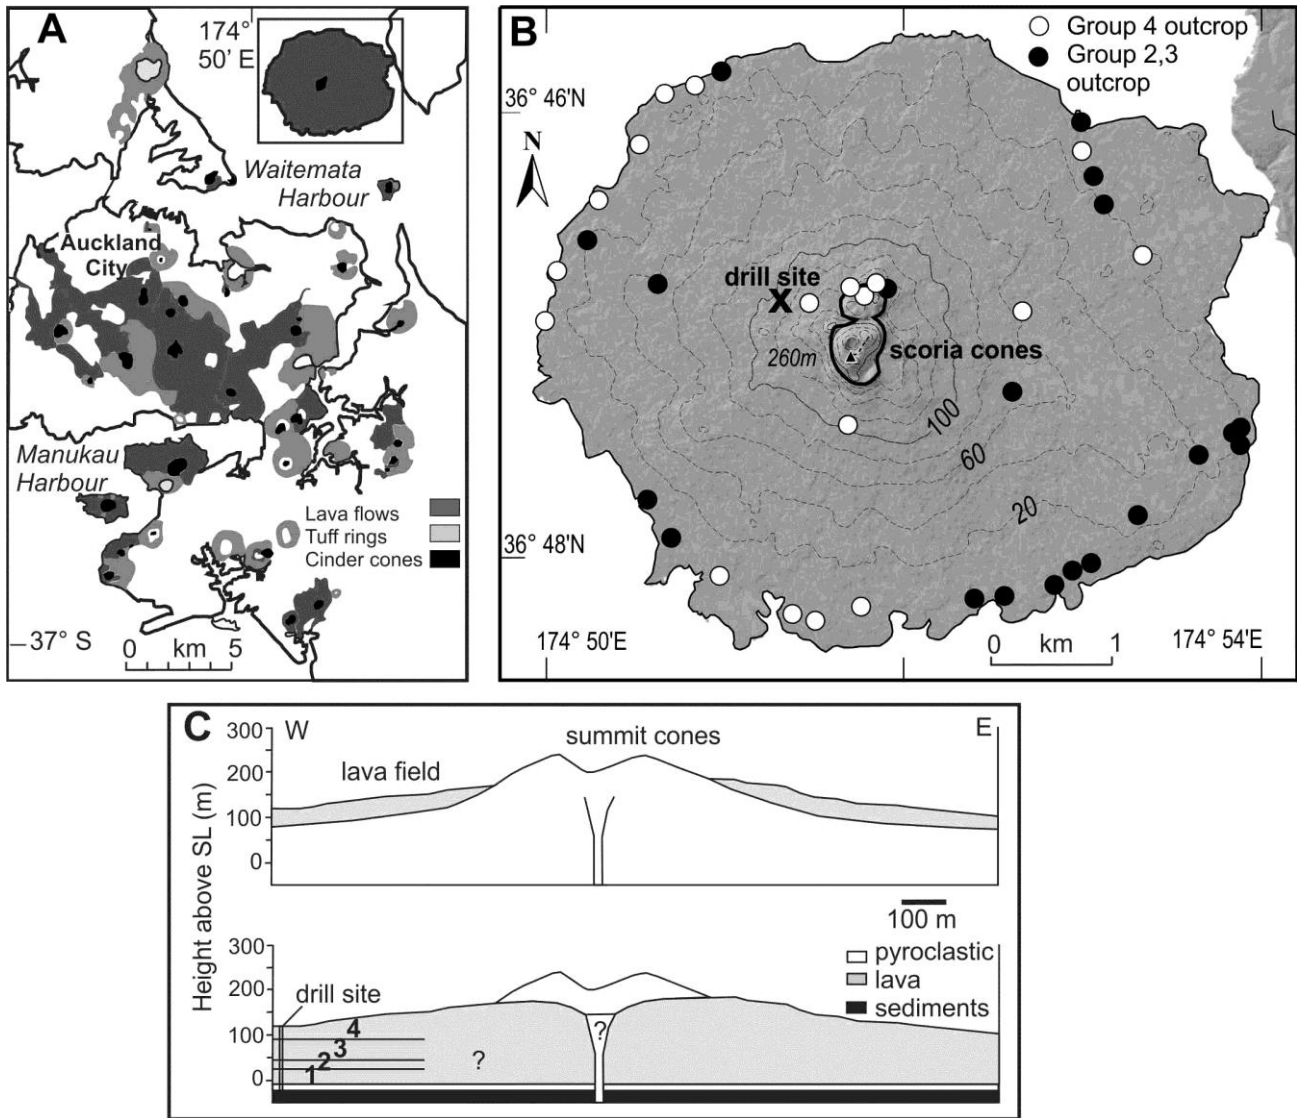 A
174°
50' E
Waitemata
Harbour
Auckland
City
Manukau
Harbour
Lava flows
Tuff rings
Cinder cones
37° S
0 km 5
B
Group 4 outcrop
Group 2,3
outcrop
36° 46'N
N
drill site
X
260m
scoria cones
100
60
20
36° 48'N
174° 50'E
0 km 1
174° 54'E
C
W
E
summit cones
lava field
Height above SL (m)
300
200
100
0
100 m
300
200
100
0
drill site
4
3
2
1
?
?
pyroclastic
lava
sediments